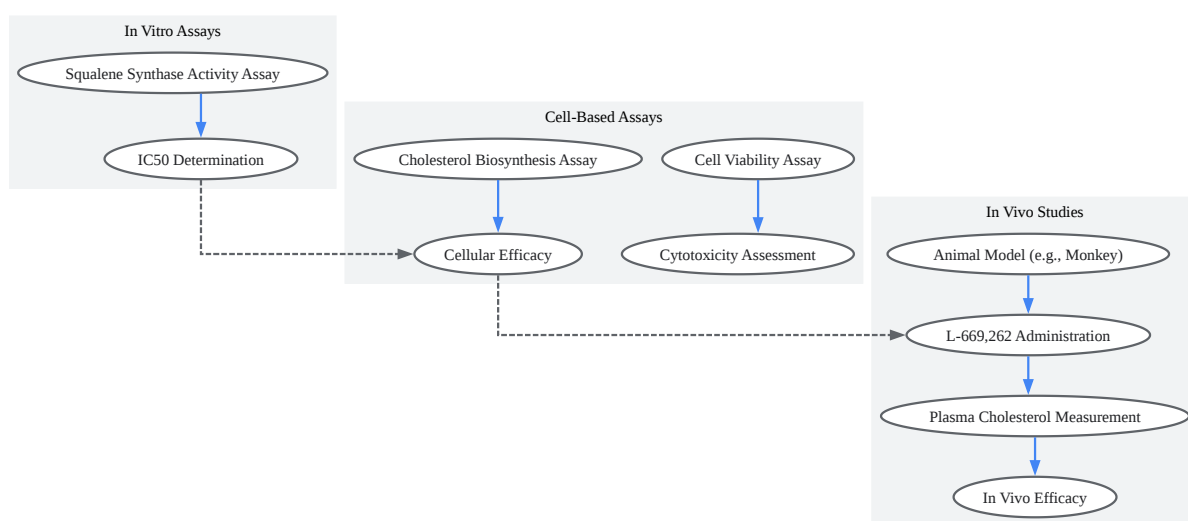 In Vitro Assays
Squalene Synthase Activity Assay
IC50 Determination
Cell-Based Assays
Cholesterol Biosynthesis Assay
Cell Viability Assay
Cellular Efficacy
Cytotoxicity Assessment
In Vivo Studies
Animal Model (e.g., Monkey)
L-669,262 Administration
Plasma Cholesterol Measurement
In Vivo Efficacy